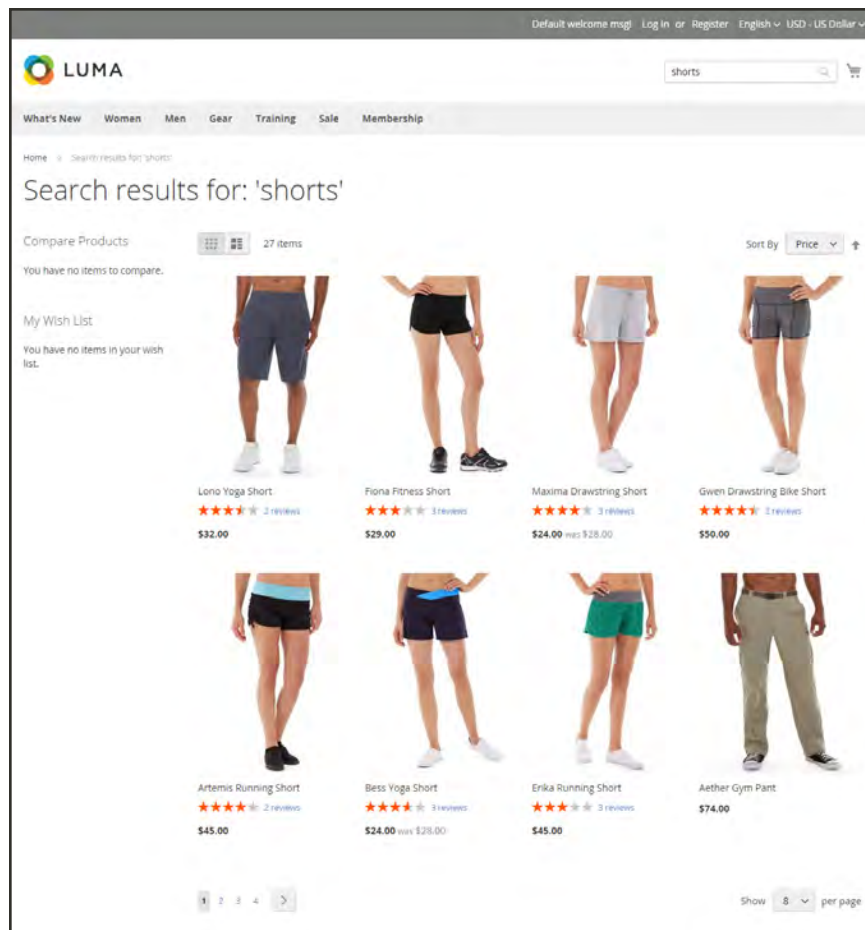 Default welcome msg! Log in or Register English USD - US Dollar
LUMA
shorts
What's New Women Men Gear Training Sale Membership
Home Search results for: 'shorts'
Search results for: 'shorts'
Compare Products
You have no items to compare.
My Wish List
You have no items in your wish
list.
27 items
Sort By Price
Lono Yoga Short
2 reviews
$32.00
Fiona Fitness Short
3 reviews
$29.00
Maxima Drawstring Short
3 reviews
$24.00 was $28.00
Gwen Drawstring Bike Short
reviews
$50.00
Artemis Running Short
2 reviews
$45.00
Bess Yoga Short
3 reviews
$24.00 was $28.00
Erika Running Short
3 reviews
$45.00
Aether Gym Pant
$74.00
1 2 3 4
Show 8 per page